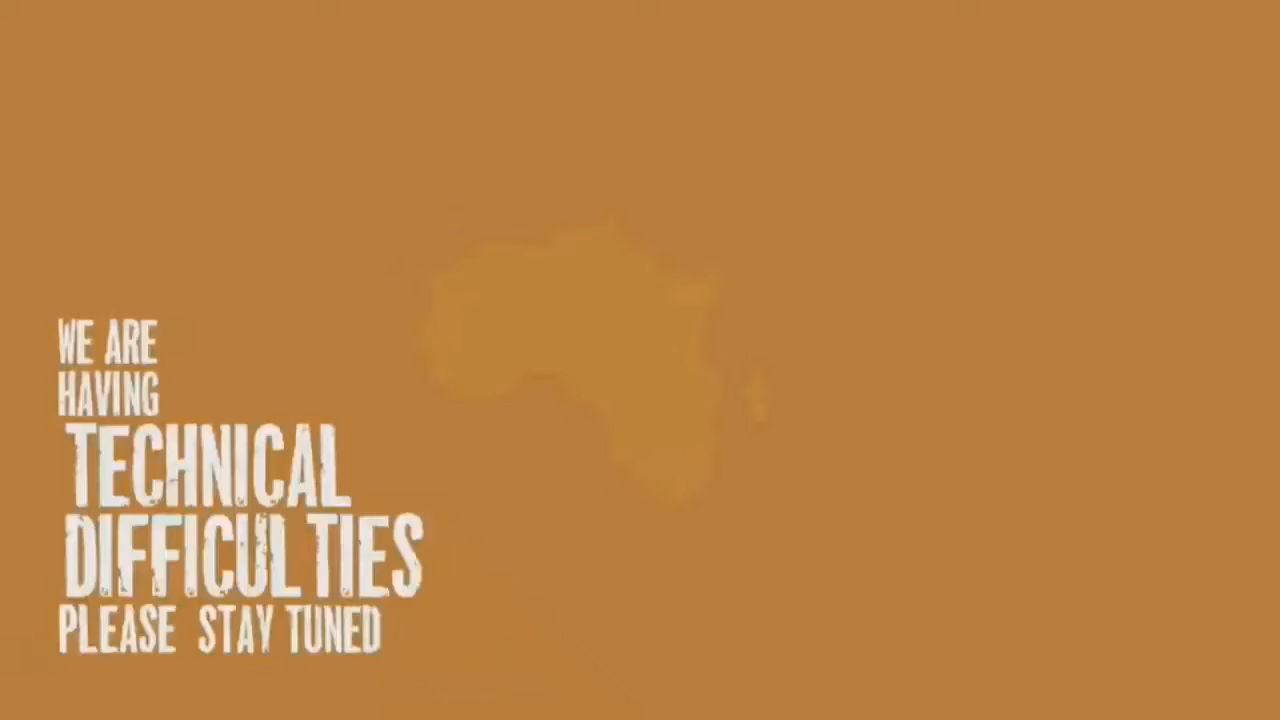 WE ARE
HAVING
TECHNICAL
DIFFICULTIES
PLEASE STAY TUNED